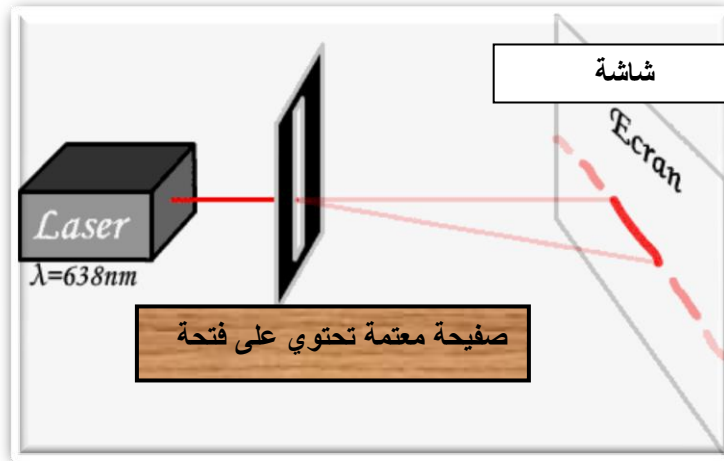 شاشة
Ecran
Laser
λ=638nm
صفيحة معتمة تحتوي على فتحة